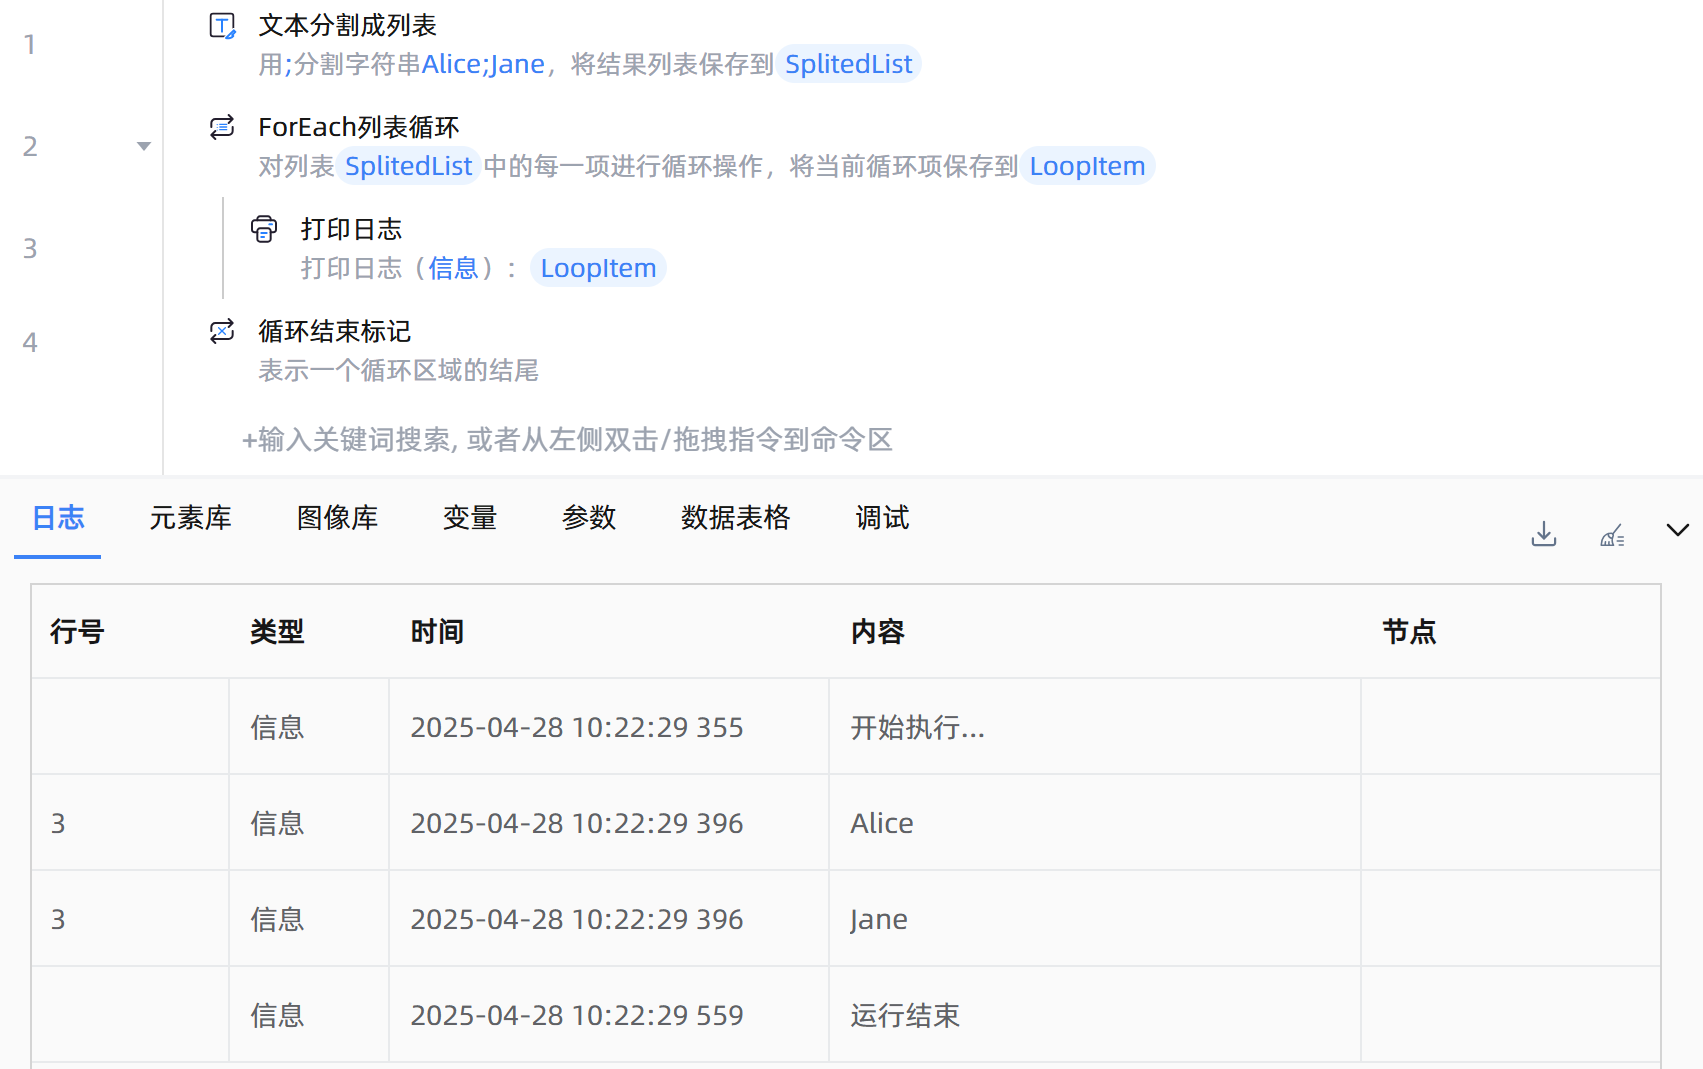 1
文本分割成列表
用;分割字符串Alice;Jane，将结果列表保存到 SplitedList
2
ForEach列表循环
对列表 SplitedList 中的每一项进行循环操作，将当前循环项保存到 LoopItem
3
打印日志
打印日志（信息）： LoopItem
4
循环结束标记
表示一个循环区域的结尾
+输入关键词搜索, 或者从左侧双击/拖拽指令到命令区
日志 元素库 图像库 变量 参数 数据表格 调试
行号 类型 时间 内容 节点
信息 2025-04-28 10:22:29 355 开始执行...
3 信息 2025-04-28 10:22:29 396 Alice
3 信息 2025-04-28 10:22:29 396 Jane
信息 2025-04-28 10:22:29 559 运行结束